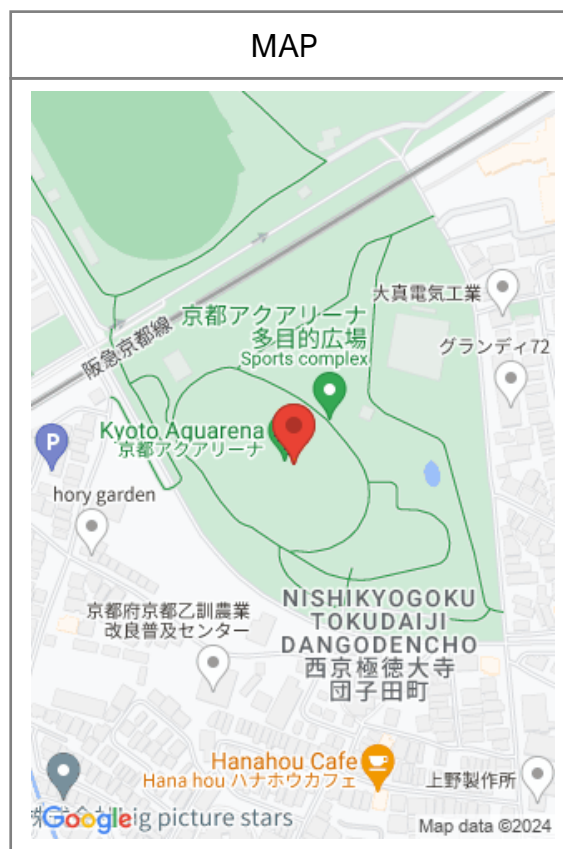 MAP
阪急京都線
京都アクアリーナ
多目的広場
Sports complex
大真電気工業
グランディ72
Kyoto Aquarena
京都アクアリーナ
P
hory garden
京都府京都乙訓農業
改良普及センター
NISHIKYOGOKU
TOKUDAIJI
DANGODENCHO
西京極徳大寺
団子田町
Hanahou Cafe
Hana hou ハナホウカフェ
上野製作所
Google
ig picture stars
Map data ©2024